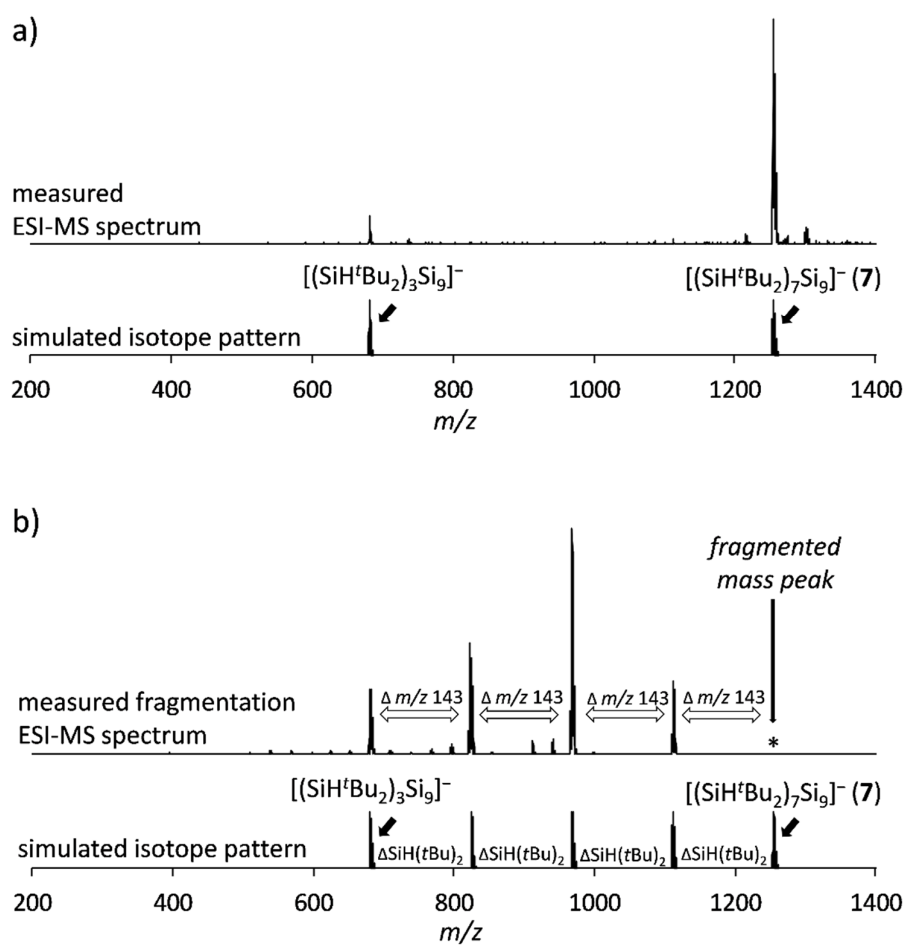 a)
measured
ESI-MS spectrum
[(SiHᵗBu₂)₃Si₉]⁻
[(SiHᵗBu₂)₇Si₉]⁻ (7)
simulated isotope pattern
200 400 600 800 1000 1200 1400
m/z
b)
fragmented
mass peak
measured fragmentation
ESI-MS spectrum
Δ m/z 143 Δ m/z 143 Δ m/z 143 Δ m/z 143
*
[(SiHᵗBu₂)₃Si₉]⁻
[(SiHᵗBu₂)₇Si₉]⁻ (7)
simulated isotope pattern
ΔSiH(tBu)₂ ΔSiH(tBu)₂ ΔSiH(tBu)₂ ΔSiH(tBu)₂
200 400 600 800 1000 1200 1400
m/z